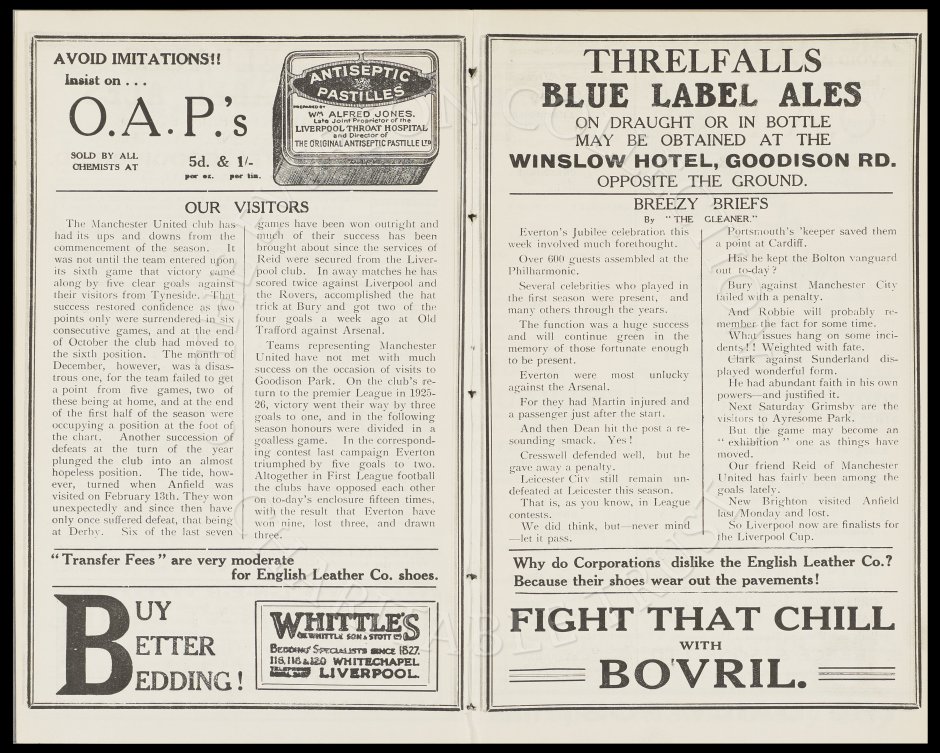 AVOID IMITATIONS!!
Insist on . . .
O.A.P.'s
SOLD BY ALL
CHEMISTS AT
5d. & 1/-
per oz. per tin.
ANTISEPTIC
PASTILLES
PREPARED BY
WM ALFRED JONES.
Late Joint Proprietor of the
LIVERPOOL THROAT HOSPITAL
and Director of
THE ORIGINAL ANTISEPTIC PASTILLE LTD
OUR VISITORS
The Manchester United club has
had its ups and downs from the
commencement of the season. It
was not until the team entered upon
its sixth game that victory came
along by five clear goals against
their visitors from Tyneside. That
success restored confidence as two
points only were surrendered in six
consecutive games, and at the end
of October the club had moved to
the sixth position. The month of
December, however, was a disas-
trous one, for the team failed to get
a point from five games, two of
these being at home, and at the end
of the first half of the season were
occupying a position at the foot of
the chart. Another succession of
defeats at the turn of the year
plunged the club into an almost
hopeless position. The tide, how-
ever, turned when Anfield was
visited on February 13th. They won
unexpectedly and since then have
only once suffered defeat, that being
at Derby. Six of the last seven
games have been won outright and
much of their success has been
brought about since the services of
Reid were secured from the Liver-
pool club. In away matches he has
scored twice against Liverpool and
the Rovers, accomplished the hat
trick at Bury and got two of the
four goals a week ago at Old
Trafford against Arsenal.
Teams representing Manchester
United have not met with much
success on the occasion of visits to
Goodison Park. On the club's re-
turn to the premier League in 1925-
26, victory went their way by three
goals to one, and in the following
season honours were divided in a
goalless game. In the correspond-
ing contest last campaign Everton
triumphed by five goals to two.
Altogether in First League football
the clubs have opposed each other
on to-day's enclosure fifteen times,
with the result that Everton have
won nine, lost three, and drawn
three.
"Transfer Fees" are very moderate
for English Leather Co. shoes.
BUY
BETTER
BEDDING!
WHITTLE'S
(WHITTLE SON & STOTT LTD)
BEDDING SPECIALISTS SINCE 1827.
116, 118 & 120 WHITECHAPEL
LIVERPOOL.
THRELFALLS
BLUE LABEL ALES
ON DRAUGHT OR IN BOTTLE
MAY BE OBTAINED AT THE
WINSLOW HOTEL, GOODISON RD.
OPPOSITE THE GROUND.
BREEZY BRIEFS
By "THE GLEANER."
Everton's Jubilee celebration this
week involved much forethought.
Over 600 guests assembled at the
Philharmonic.
Several celebrities who played in
the first season were present, and
many others through the years.
The function was a huge success
and will continue green in the
memory of those fortunate enough
to be present.
Everton were most unlucky
against the Arsenal.
For they had Martin injured and
a passenger just after the start.
And then Dean hit the post a re-
sounding smack. Yes!
Cresswell defended well, but he
gave away a penalty.
Leicester City still remain un-
defeated at Leicester this season.
That is, as you know, in League
contests.
We did think, but—never mind
—let it pass.
Portsmouth's 'keeper saved them
a point at Cardiff.
Has he kept the Bolton vanguard
out to-day?
Bury against Manchester City
failed with a penalty.
And Robbie will probably re-
member the fact for some time.
What issues hang on some inci-
dents!! Weighted with fate.
Clark against Sunderland dis-
played wonderful form.
He had abundant faith in his own
powers—and justified it.
Next Saturday Grimsby are the
visitors to Ayresome Park.
But the game may become an
"exhibition" one as things have
moved.
Our friend Reid of Manchester
United has fairly been among the
goals lately.
New Brighton visited Anfield
last Monday and lost.
So Liverpool now are finalists for
the Liverpool Cup.
Why do Corporations dislike the English Leather Co.?
Because their shoes wear out the pavements!
FIGHT THAT CHILL
WITH
BOVRIL.